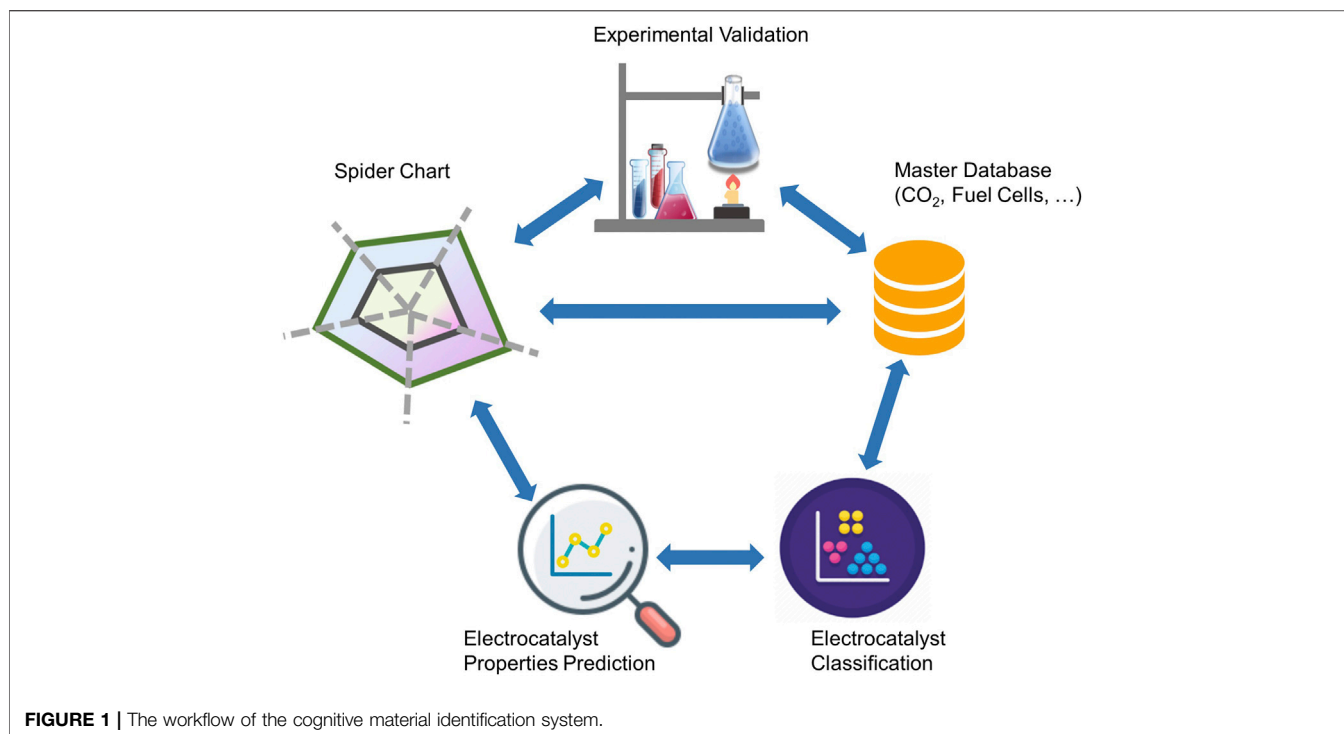 Experimental Validation
Spider Chart
Master Database
(CO₂, Fuel Cells, ...)
Electrocatalyst
Properties Prediction
Electrocatalyst
Classification
FIGURE 1 | The workflow of the cognitive material identification system.